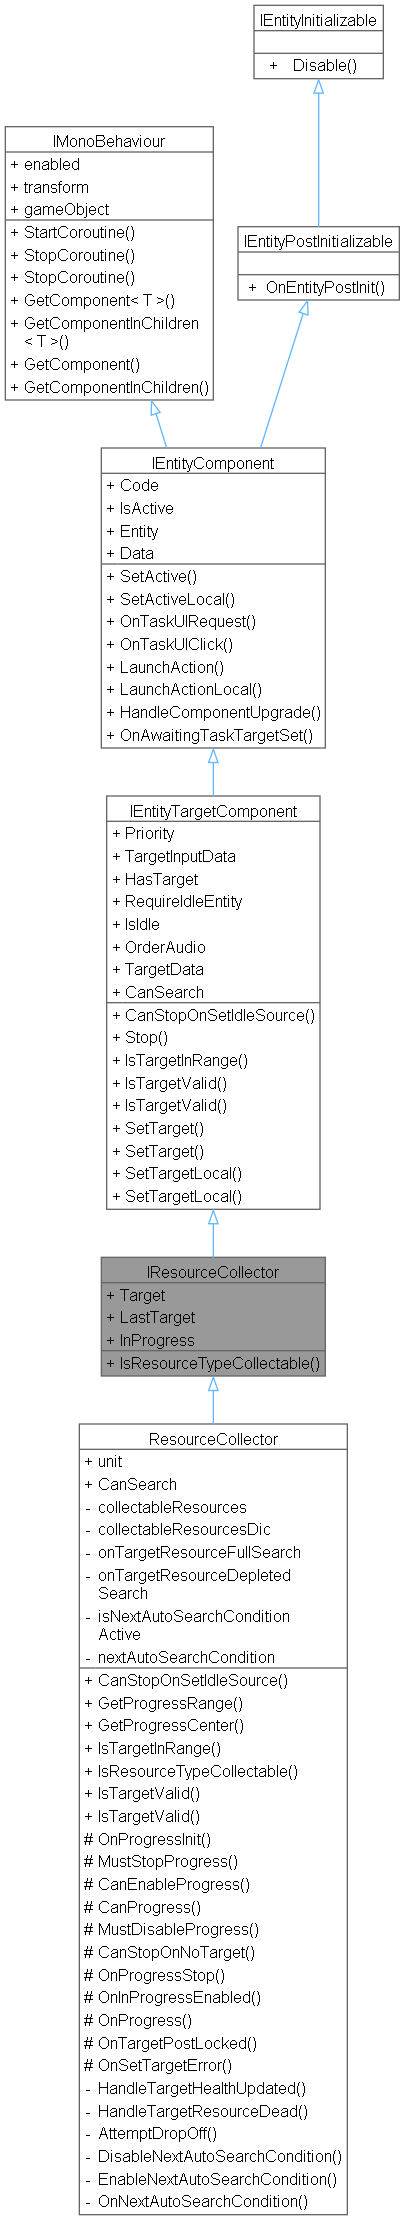 IEntityInitializable
+ Disable()
IMonoBehaviour
+ enabled
+ transform
+ gameObject
+ StartCoroutine()
+ StopCoroutine()
+ StopCoroutine()
+ GetComponent< T >()
+ GetComponentInChildren
< T >()
+ GetComponent()
+ GetComponentInChildren()
IEntityPostInitializable
+ OnEntityPostInit()
IEntityComponent
+ Code
+ IsActive
+ Entity
+ Data
+ SetActive()
+ SetActiveLocal()
+ OnTaskUIRequest()
+ OnTaskUIClick()
+ LaunchAction()
+ LaunchActionLocal()
+ HandleComponentUpgrade()
+ OnAwaitingTaskTargetSet()
IEntityTargetComponent
+ Priority
+ TargetInputData
+ HasTarget
+ RequireIdleEntity
+ IsIdle
+ OrderAudio
+ TargetData
+ CanSearch
+ CanStopOnSetIdleSource()
+ Stop()
+ IsTargetInRange()
+ IsTargetValid()
+ IsTargetValid()
+ SetTarget()
+ SetTarget()
+ SetTargetLocal()
+ SetTargetLocal()
IResourceCollector
+ Target
+ LastTarget
+ InProgress
+ IsResourceTypeCollectable()
ResourceCollector
+ unit
+ CanSearch
- collectableResources
- collectableResourcesDic
- onTargetResourceFullSearch
- onTargetResourceDepleted
Search
- isNextAutoSearchCondition
Active
- nextAutoSearchCondition
+ CanStopOnSetIdleSource()
+ GetProgressRange()
+ GetProgressCenter()
+ IsTargetInRange()
+ IsResourceTypeCollectable()
+ IsTargetValid()
+ IsTargetValid()
# OnProgressInit()
# MustStopProgress()
# CanEnableProgress()
# CanProgress()
# MustDisableProgress()
# CanStopOnNoTarget()
# OnProgressStop()
# OnInProgressEnabled()
# OnProgress()
# OnTargetPostLocked()
# OnSetTargetError()
- HandleTargetHealthUpdated()
- HandleTargetResourceDead()
- AttemptDropOff()
- DisableNextAutoSearchCondition()
- EnableNextAutoSearchCondition()
- OnNextAutoSearchCondition()